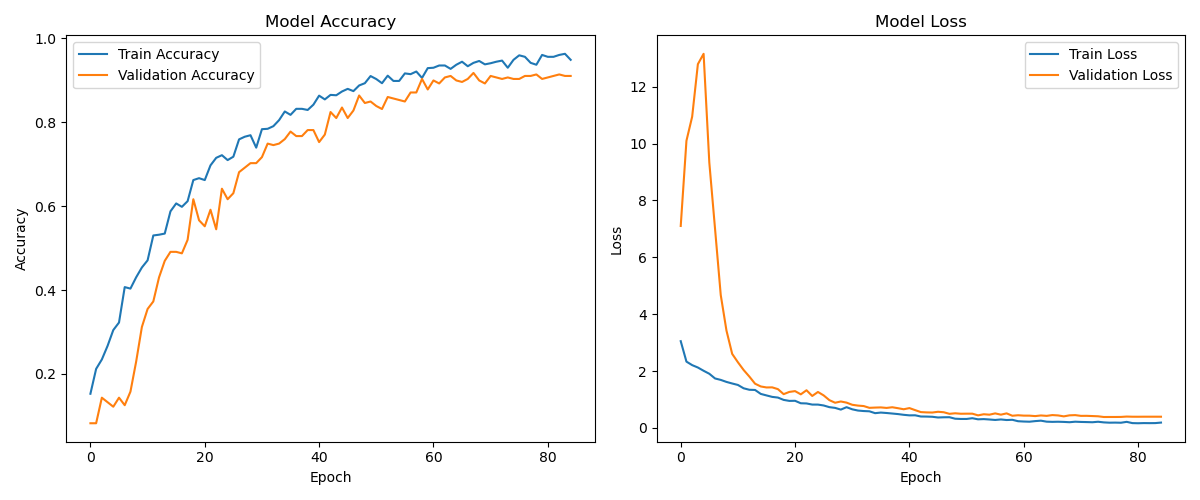 Model Accuracy
Train Accuracy
Validation Accuracy
1.0
0.8
0.6
0.4
0.2
Accuracy
0
20
40
60
80
Epoch
Model Loss
Train Loss
Validation Loss
12
10
8
6
4
2
0
Loss
0
20
40
60
80
Epoch